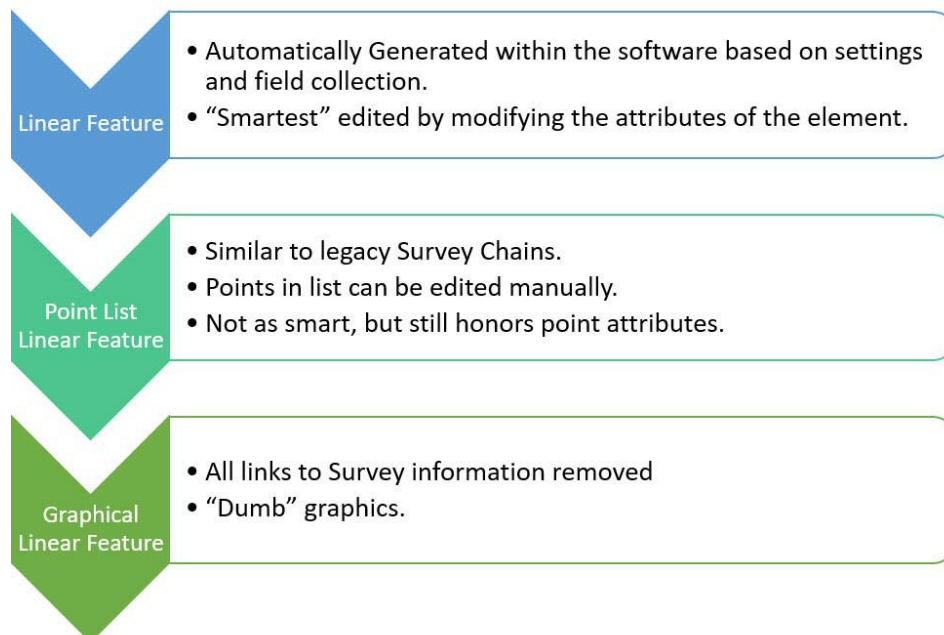 Linear Feature
• Automatically Generated within the software based on settings
and field collection.
• “Smartest” edited by modifying the attributes of the element.
Point List
Linear Feature
• Similar to legacy Survey Chains.
• Points in list can be edited manually.
• Not as smart, but still honors point attributes.
Graphical
Linear Feature
• All links to Survey information removed
• “Dumb” graphics.